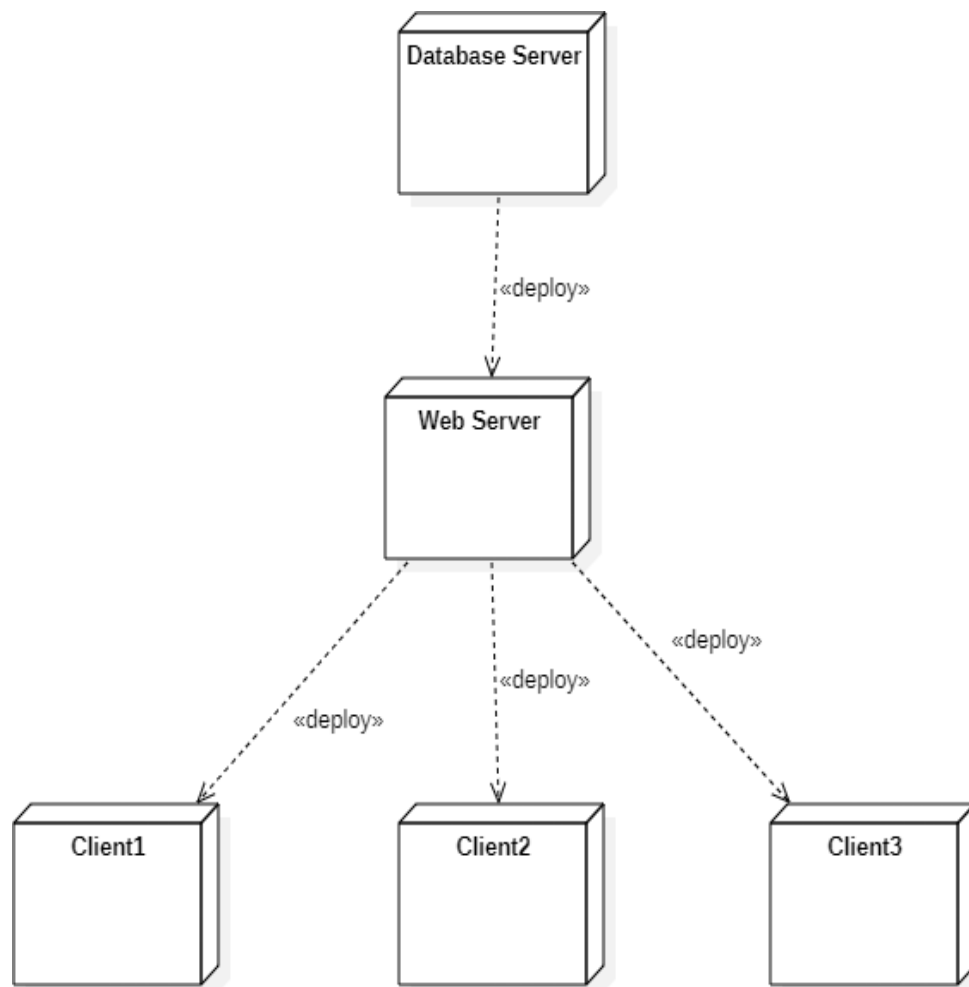 Database Server
«deploy»
Web Server
«deploy»
«deploy»
«deploy»
Client1
Client2
Client3